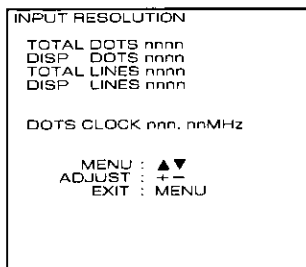 INPUT RESOLUTION
TOTAL DOTS nnnn
DISP DOTS nnnn
TOTAL LINES nnnn
DISP LINES nnnn
DOTS CLOCK nnn. nnMHz
MENU : ▲▼
ADJUST : + −
EXIT : MENU